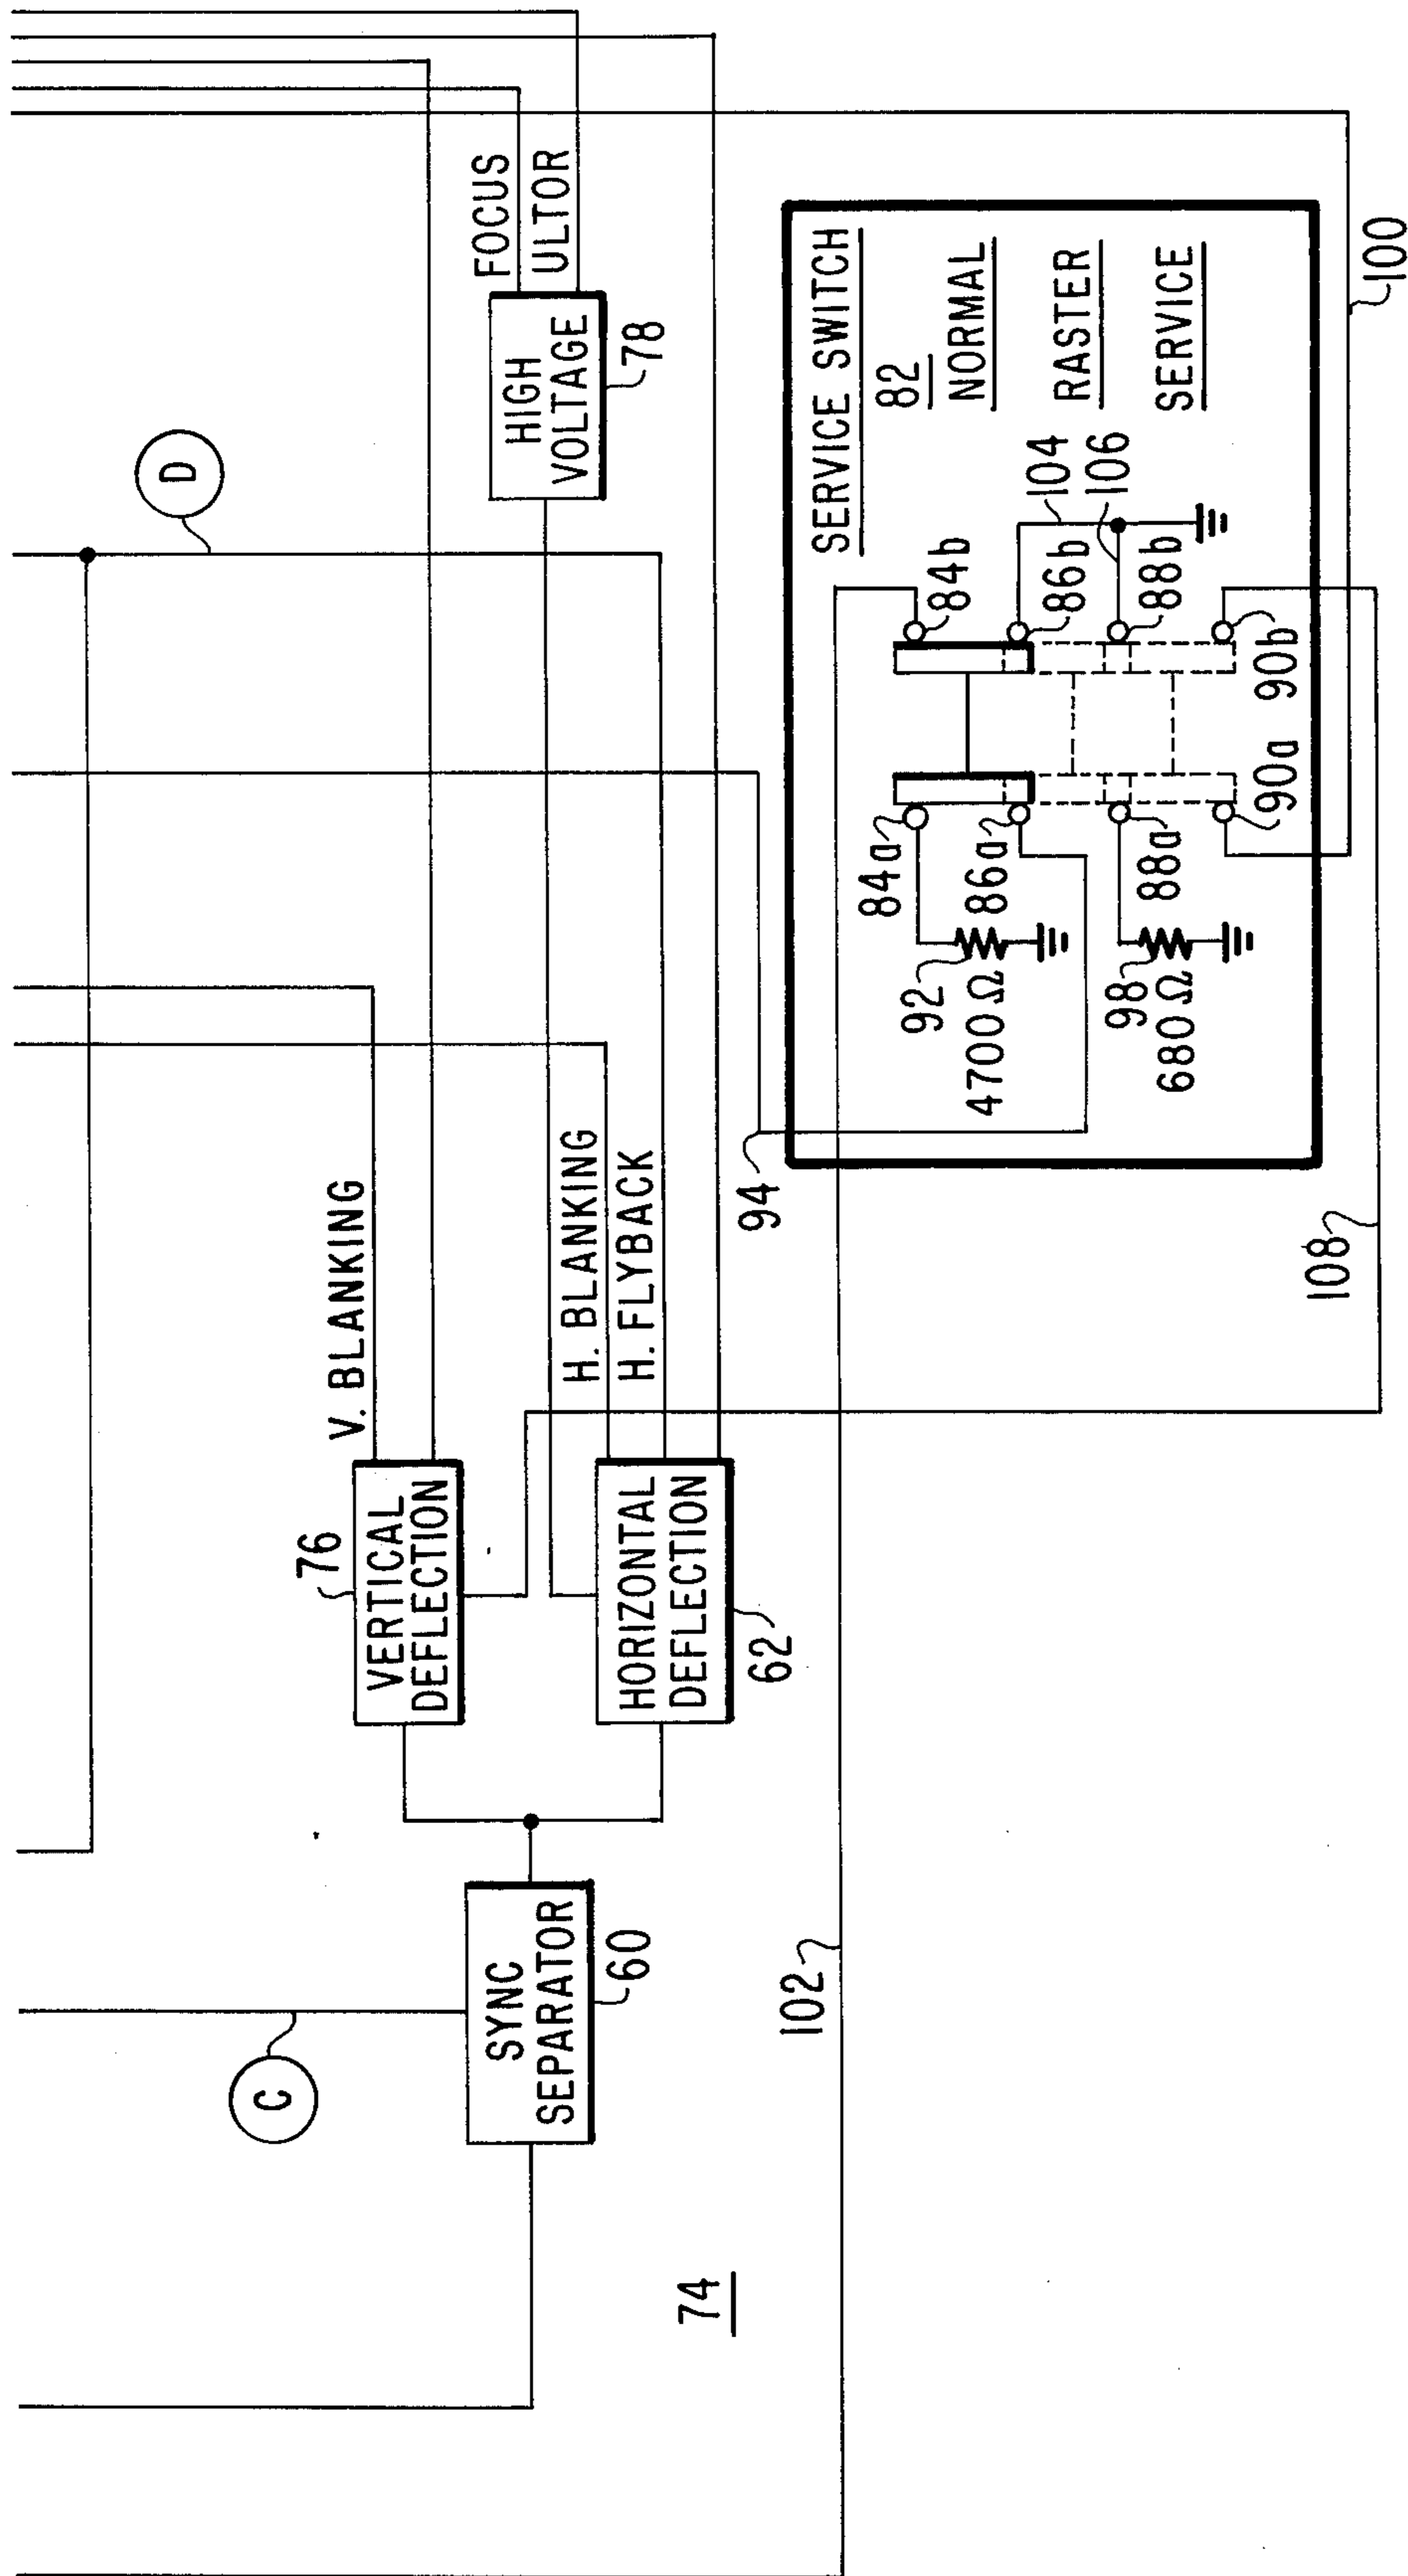 FOCUS
ULTOR
D
HIGH
VOLTAGE
78
V. BLANKING
H. BLANKING
H. FLYBACK
76
VERTICAL
DEFLECTION
HORIZONTAL
DEFLECTION
62
C
SYNC
SEPARATOR
60
74
102
94
SERVICE SWITCH
82
NORMAL
RASTER
SERVICE
84a
84b
86a
86b
88a
88b
90a
90b
92
4700Ω
98
680Ω
104
106
100
108